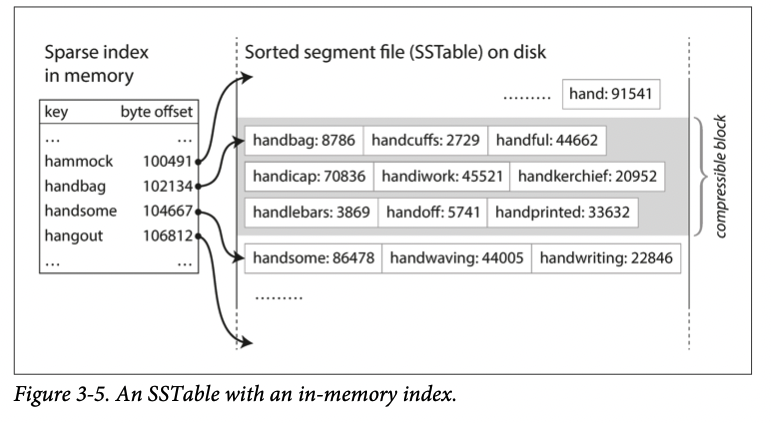 Sparse index
in memory
key byte offset
... ...
hammock 100491
handbag 102134
handsome 104667
hangout 106812
... ...
Sorted segment file (SSTable) on disk
......... hand: 91541
handbag: 8786 handcuffs: 2729 handful: 44662
handicap: 70836 handiwork: 45521 handkerchief: 20952
handlebars: 3869 handoff: 5741 handprinted: 33632
handsome: 86478 handwaving: 44005 handwriting: 22846
.........
compressible block
Figure 3-5. An SSTable with an in-memory index.